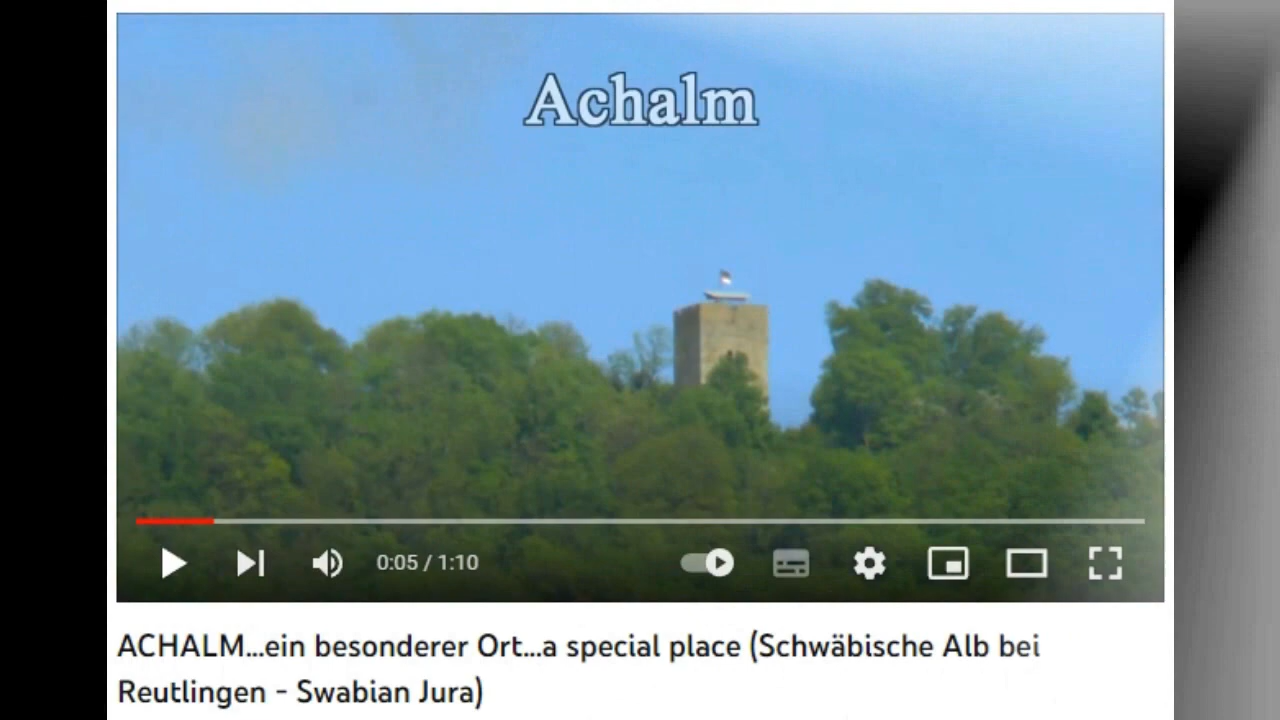 Achalm
0:05 / 1:10
ACHALM...ein besonderer Ort...a special place (Schwäbische Alb bei
Reutlingen - Swabian Jura)